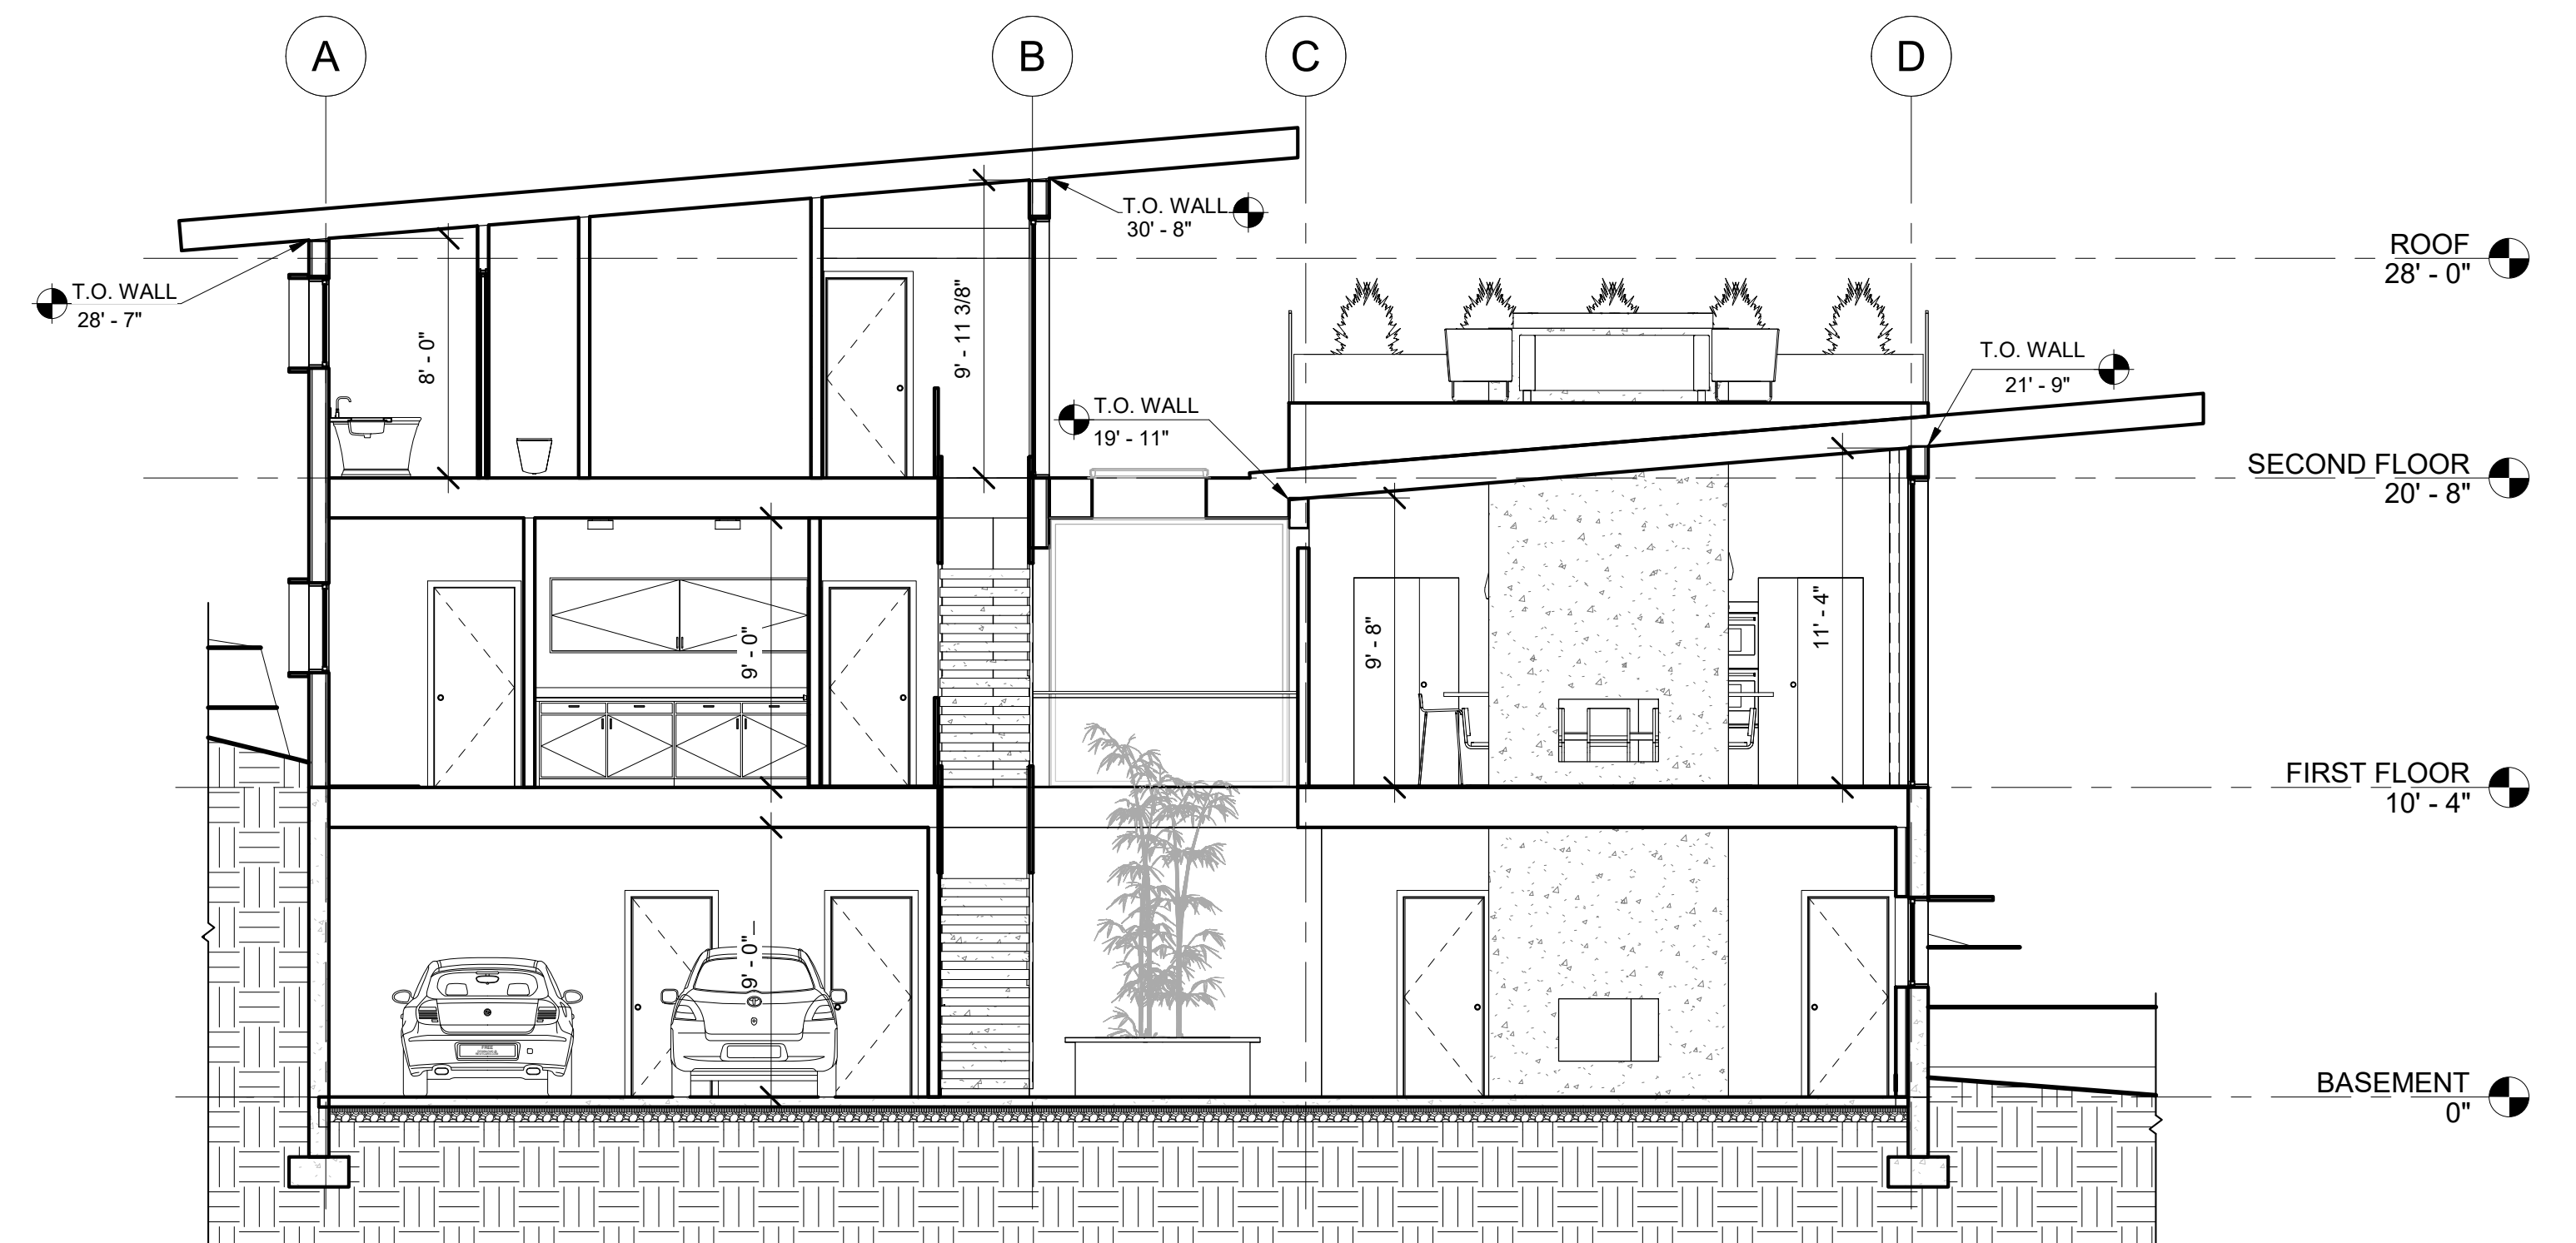 A
B
C
D
T.O. WALL
30' - 8"
ROOF
28' - 0"
T.O. WALL
28' - 7"
8' - 0"
9' - 11 3/8"
T.O. WALL
21' - 9"
T.O. WALL
19' - 11"
SECOND FLOOR
20' - 8"
9' - 0"
9' - 8"
11' - 4"
FIRST FLOOR
10' - 4"
9' - 0"
FREE
BASEMENT
0"